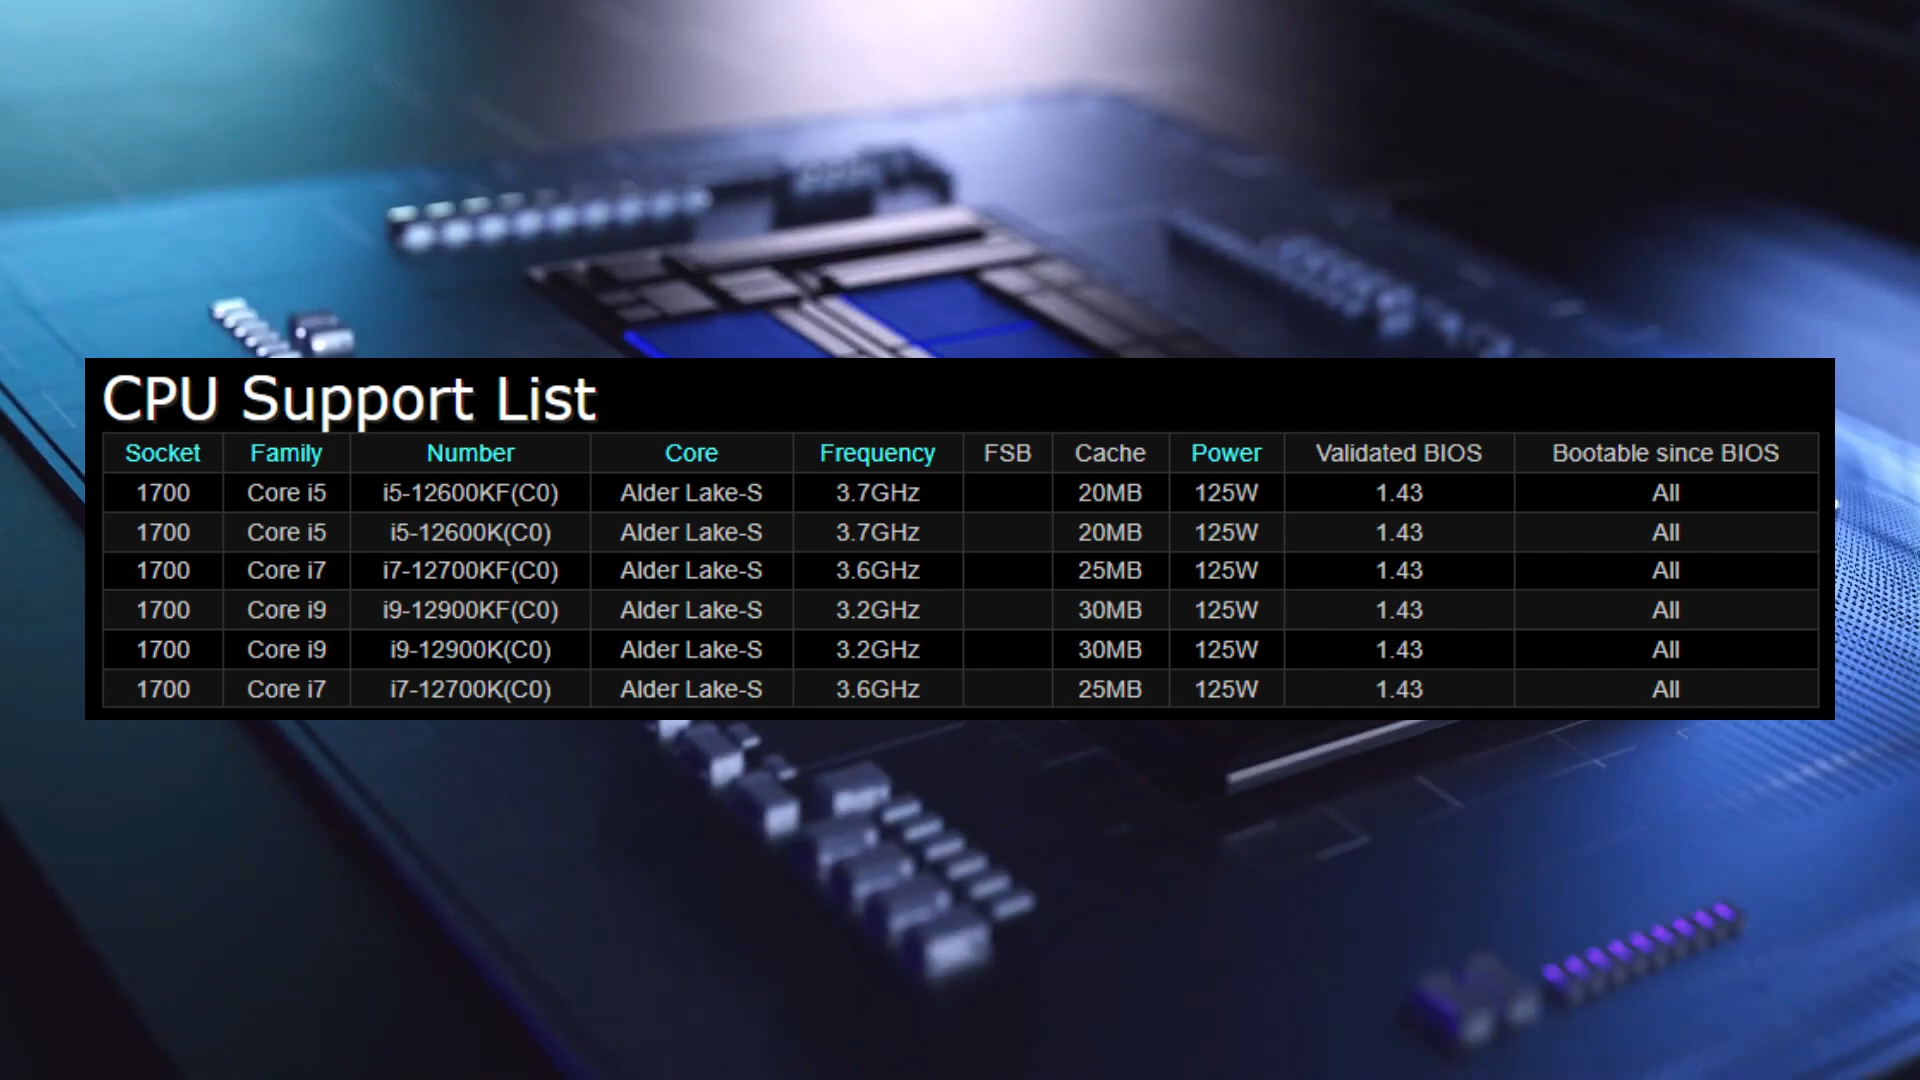 CPU Support List
Socket Family Number Core Frequency FSB Cache Power Validated BIOS Bootable since BIOS
1700 Core i5 i5-12600KF(C0) Alder Lake-S 3.7GHz 20MB 125W 1.43 All
1700 Core i5 i5-12600K(C0) Alder Lake-S 3.7GHz 20MB 125W 1.43 All
1700 Core i7 i7-12700KF(C0) Alder Lake-S 3.6GHz 25MB 125W 1.43 All
1700 Core i9 i9-12900KF(C0) Alder Lake-S 3.2GHz 30MB 125W 1.43 All
1700 Core i9 i9-12900K(C0) Alder Lake-S 3.2GHz 30MB 125W 1.43 All
1700 Core i7 i7-12700K(C0) Alder Lake-S 3.6GHz 25MB 125W 1.43 All